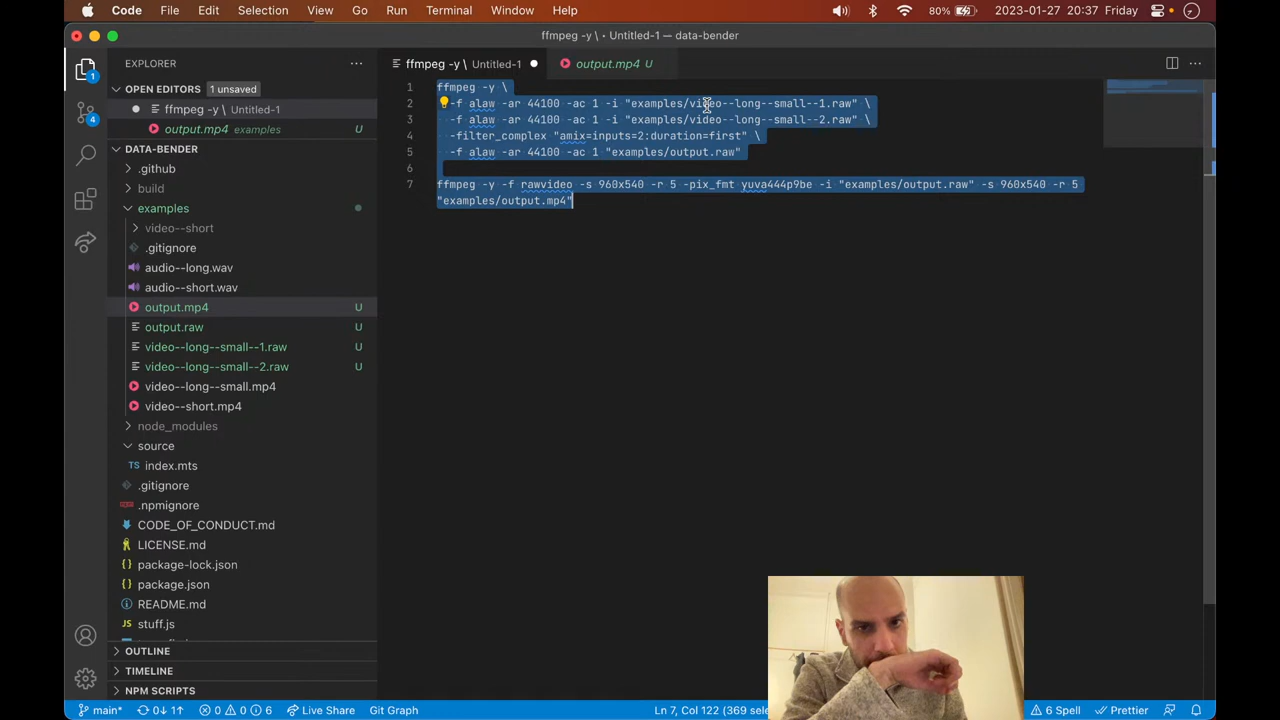 Code File Edit Selection View Go Run Terminal Window Help 80% 2023-01-27 20:37 Friday
ffmpeg -y \ • Untitled-1 — data-bender
EXPLORER
ffmpeg -y \ Untitled-1
output.mp4 U
OPEN EDITORS 1 unsaved
ffmpeg -y \ Untitled-1
output.mp4 examples U
DATA-BENDER
.github
build
examples
video--short
.gitignore
audio--long.wav
audio--short.wav
output.mp4 U
output.raw U
video--long--small--1.raw U
video--long--small--2.raw U
video--long--small.mp4
video--short.mp4
node_modules
source
TS index.mts
.gitignore
.npmignore
CODE_OF_CONDUCT.md
LICENSE.md
package-lock.json
package.json
README.md
stuff.js
OUTLINE
TIMELINE
NPM SCRIPTS
1 ffmpeg -y \
2 -f alaw -ar 44100 -ac 1 -i "examples/video--long--small--1.raw" \
3 -f alaw -ar 44100 -ac 1 -i "examples/video--long--small--2.raw" \
4 -filter_complex "amix=inputs=2:duration=first" \
5 -f alaw -ar 44100 -ac 1 "examples/output.raw"
6
7 ffmpeg -y -f rawvideo -s 960x540 -r 5 -pix_fmt yuva444p9be -i "examples/output.raw" -s 960x540 -r 5
"examples/output.mp4"
1
4
main* 0↓ 1↑ 0 0 6 Live Share Git Graph Ln 7, Col 122 (369 sele 6 Spell Prettier